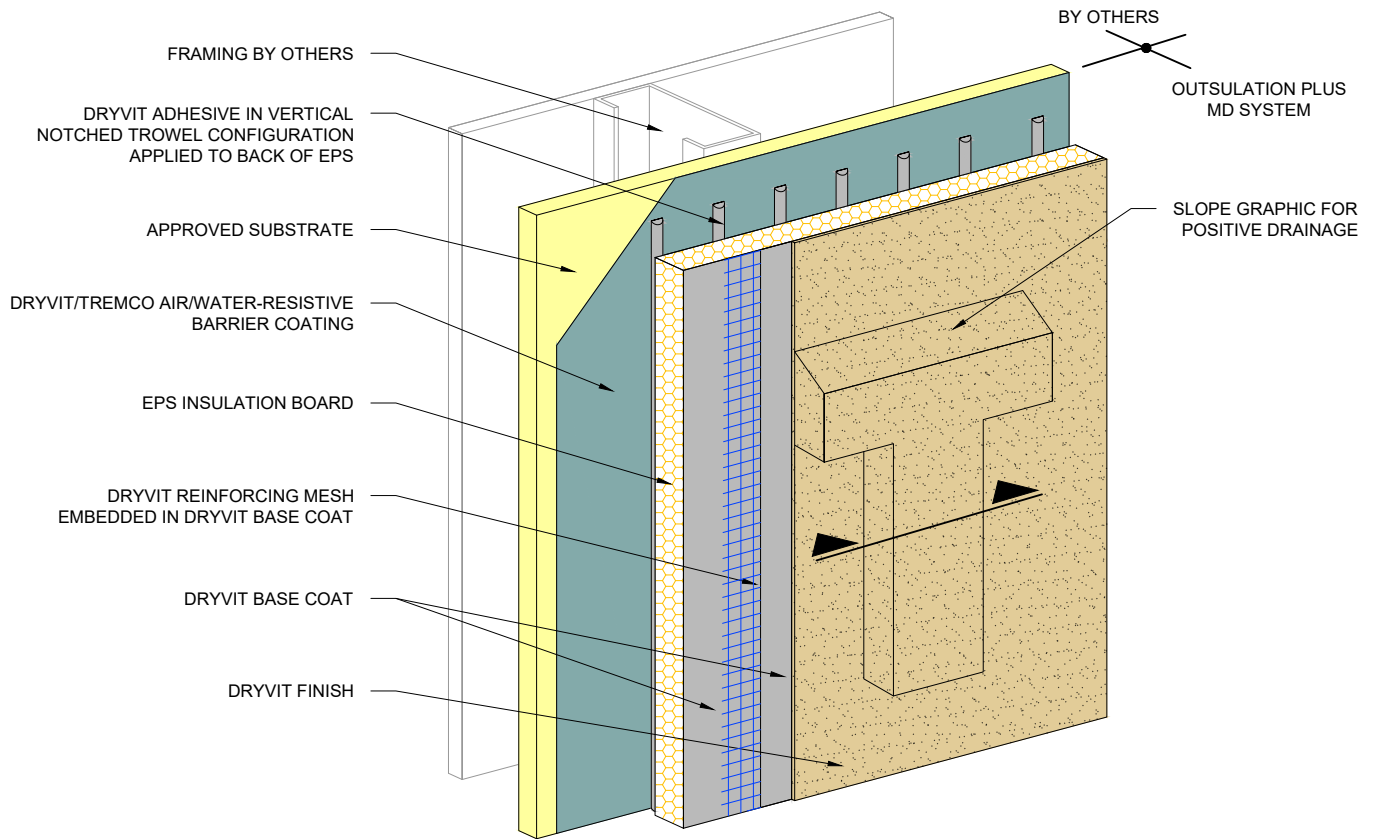 BY OTHERS
OUTSULATION PLUS
MD SYSTEM
FRAMING BY OTHERS
DRYVIT ADHESIVE IN VERTICAL
NOTCHED TROWEL CONFIGURATION
APPLIED TO BACK OF EPS
APPROVED SUBSTRATE
DRYVIT/TREMCO AIR/WATER-RESISTIVE
BARRIER COATING
EPS INSULATION BOARD
DRYVIT REINFORCING MESH
EMBEDDED IN DRYVIT BASE COAT
DRYVIT BASE COAT
DRYVIT FINISH
SLOPE GRAPHIC FOR
POSITIVE DRAINAGE